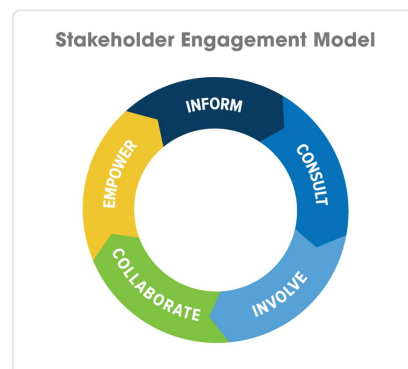 Stakeholder Engagement Model
INFORM
CONSULT
INVOLVE
COLLABORATE
EMPOWER